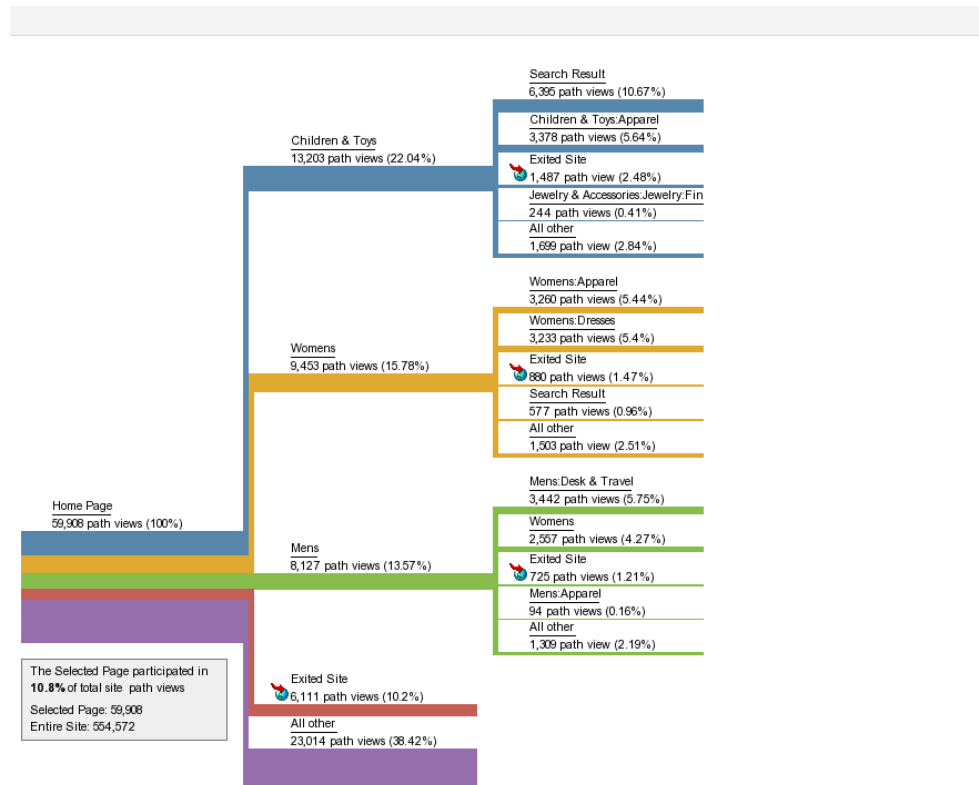 Search Result
6,395 path views (10.67%)
Children & Toys:Apparel
3,378 path views (5.64%)
Children & Toys
13,203 path views (22.04%)
Exited Site
1,487 path view (2.48%)
Jewelry & Accessories:Jewelry:Fin
244 path views (0.41%)
All other
1,699 path view (2.84%)
Womens:Apparel
3,260 path views (5.44%)
Womens:Dresses
3,233 path views (5.4%)
Womens
9,453 path views (15.78%)
Exited Site
880 path views (1.47%)
Search Result
577 path views (0.96%)
All other
1,503 path view (2.51%)
Mens:Desk & Travel
3,442 path views (5.75%)
Home Page
59,908 path views (100%)
Womens
2,557 path views (4.27%)
Mens
8,127 path views (13.57%)
Exited Site
725 path views (1.21%)
Mens:Apparel
94 path views (0.16%)
All other
1,309 path view (2.19%)
The Selected Page participated in
10.8% of total site path views
Selected Page: 59,908
Entire Site: 554,572
Exited Site
6,111 path views (10.2%)
All other
23,014 path views (38.42%)